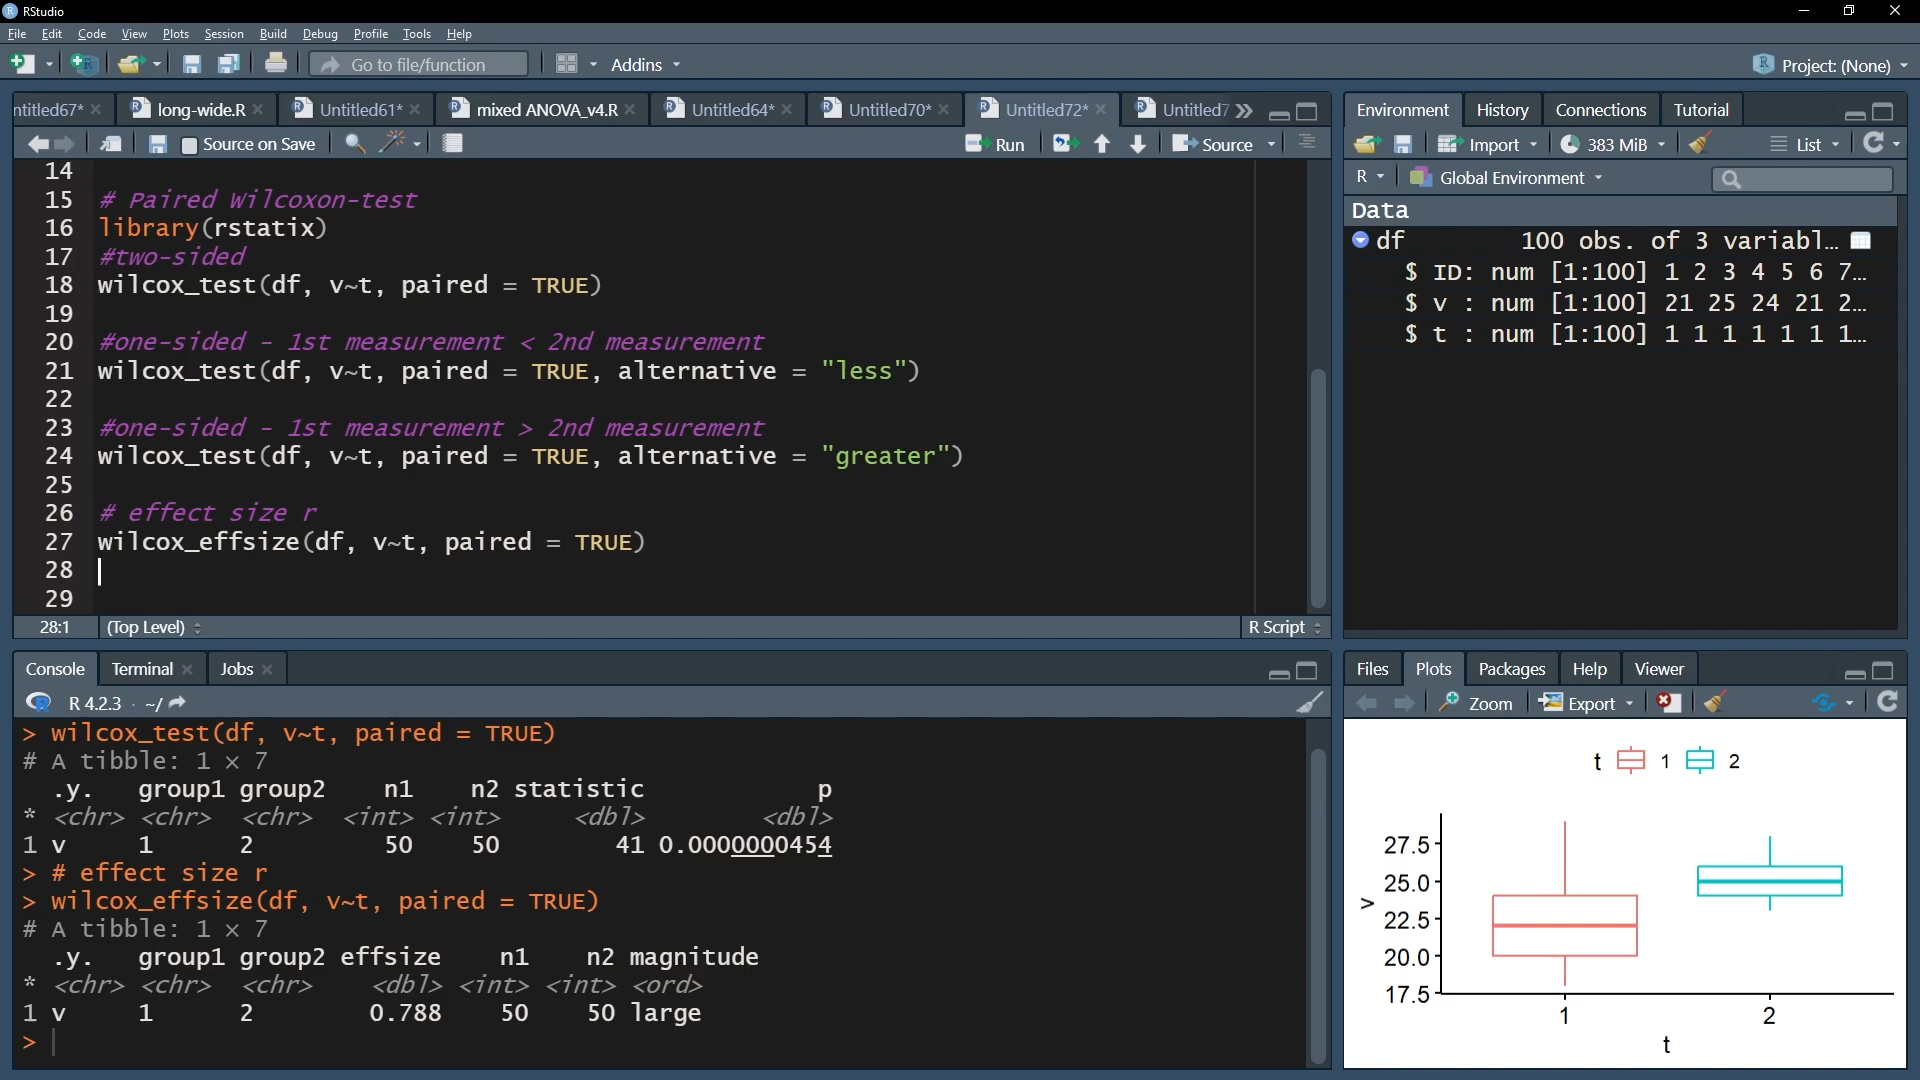 RStudio
File Edit Code View Plots Session Build Debug Profile Tools Help
Go to file/function Addins Project: (None)
ntitled67* long-wide.R Untitled61* mixed ANOVA_v4.R Untitled64* Untitled70* Untitled72* Untitled7
Source on Save Run Source
14
15 # Paired Wilcoxon-test
16 library(rstatix)
17 #two-sided
18 wilcox_test(df, v~t, paired = TRUE)
19
20 #one-sided - 1st measurement < 2nd measurement
21 wilcox_test(df, v~t, paired = TRUE, alternative = "less")
22
23 #one-sided - 1st measurement > 2nd measurement
24 wilcox_test(df, v~t, paired = TRUE, alternative = "greater")
25
26 # effect size r
27 wilcox_effsize(df, v~t, paired = TRUE)
28
29
28:1 (Top Level) R Script
Console Terminal Jobs
R 4.2.3 · ~/
> wilcox_test(df, v~t, paired = TRUE)
# A tibble: 1 × 7
.y. group1 group2 n1 n2 statistic p
* <chr> <chr> <chr> <int> <int> <dbl> <dbl>
1 v 1 2 50 50 41 0.0000000454
> # effect size r
> wilcox_effsize(df, v~t, paired = TRUE)
# A tibble: 1 × 7
.y. group1 group2 effsize n1 n2 magnitude
* <chr> <chr> <chr> <dbl> <int> <int> <ord>
1 v 1 2 0.788 50 50 large
>
Environment History Connections Tutorial
Import 383 MiB List
R Global Environment
Data
df 100 obs. of 3 variabl…
$ ID: num [1:100] 1 2 3 4 5 6 7…
$ v : num [1:100] 21 25 24 21 2…
$ t : num [1:100] 1 1 1 1 1 1 1…
Files Plots Packages Help Viewer
Zoom Export
t 1 2
27.5
25.0
22.5
20.0
17.5
v
1 2
t